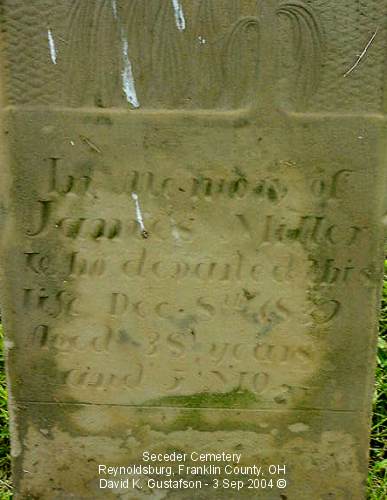 In Memory of
James Miller
who departed this
life Dec. 8th
Aged 38 years
and
Seceder Cemetery
Reynoldsburg, Franklin County, OH
David K. Gustafson - 3 Sep 2004 ©